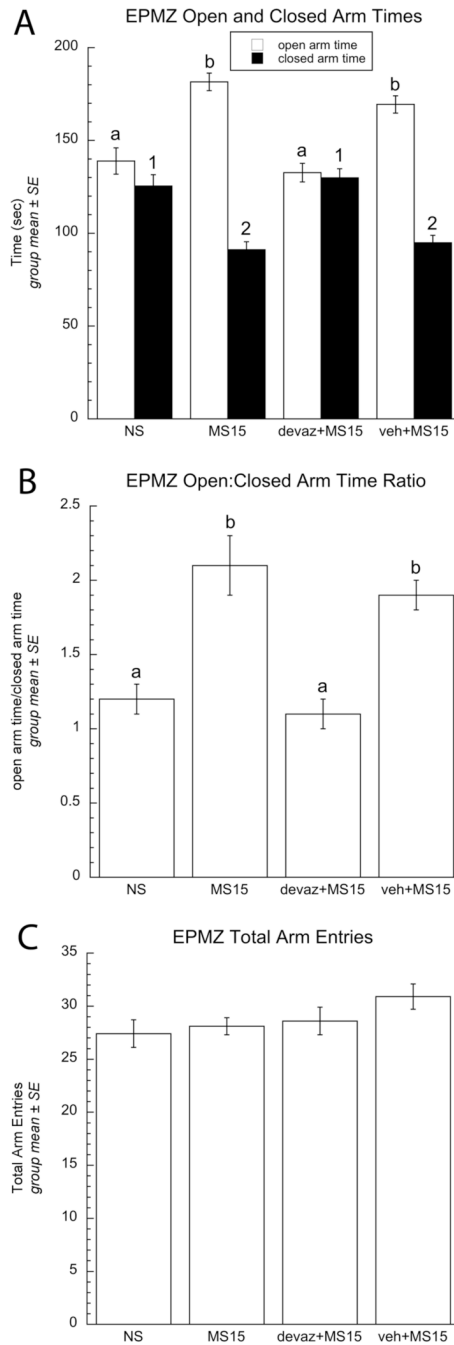 A
EPMZ Open and Closed Arm Times
open arm time
closed arm time
200
150
100
50
0
Time (sec)
group mean ± SE
a
1
b
2
a
1
b
2
NS
MS15
devaz+MS15
veh+MS15
B
EPMZ Open:Closed Arm Time Ratio
2.5
2
1.5
1
0.5
0
open arm time/closed arm time
group mean ± SE
a
b
a
b
NS
MS15
devaz+MS15
veh+MS15
C
EPMZ Total Arm Entries
35
30
25
20
15
10
5
0
Total Arm Entries
group mean ± SE
NS
MS15
devaz+MS15
veh+MS15